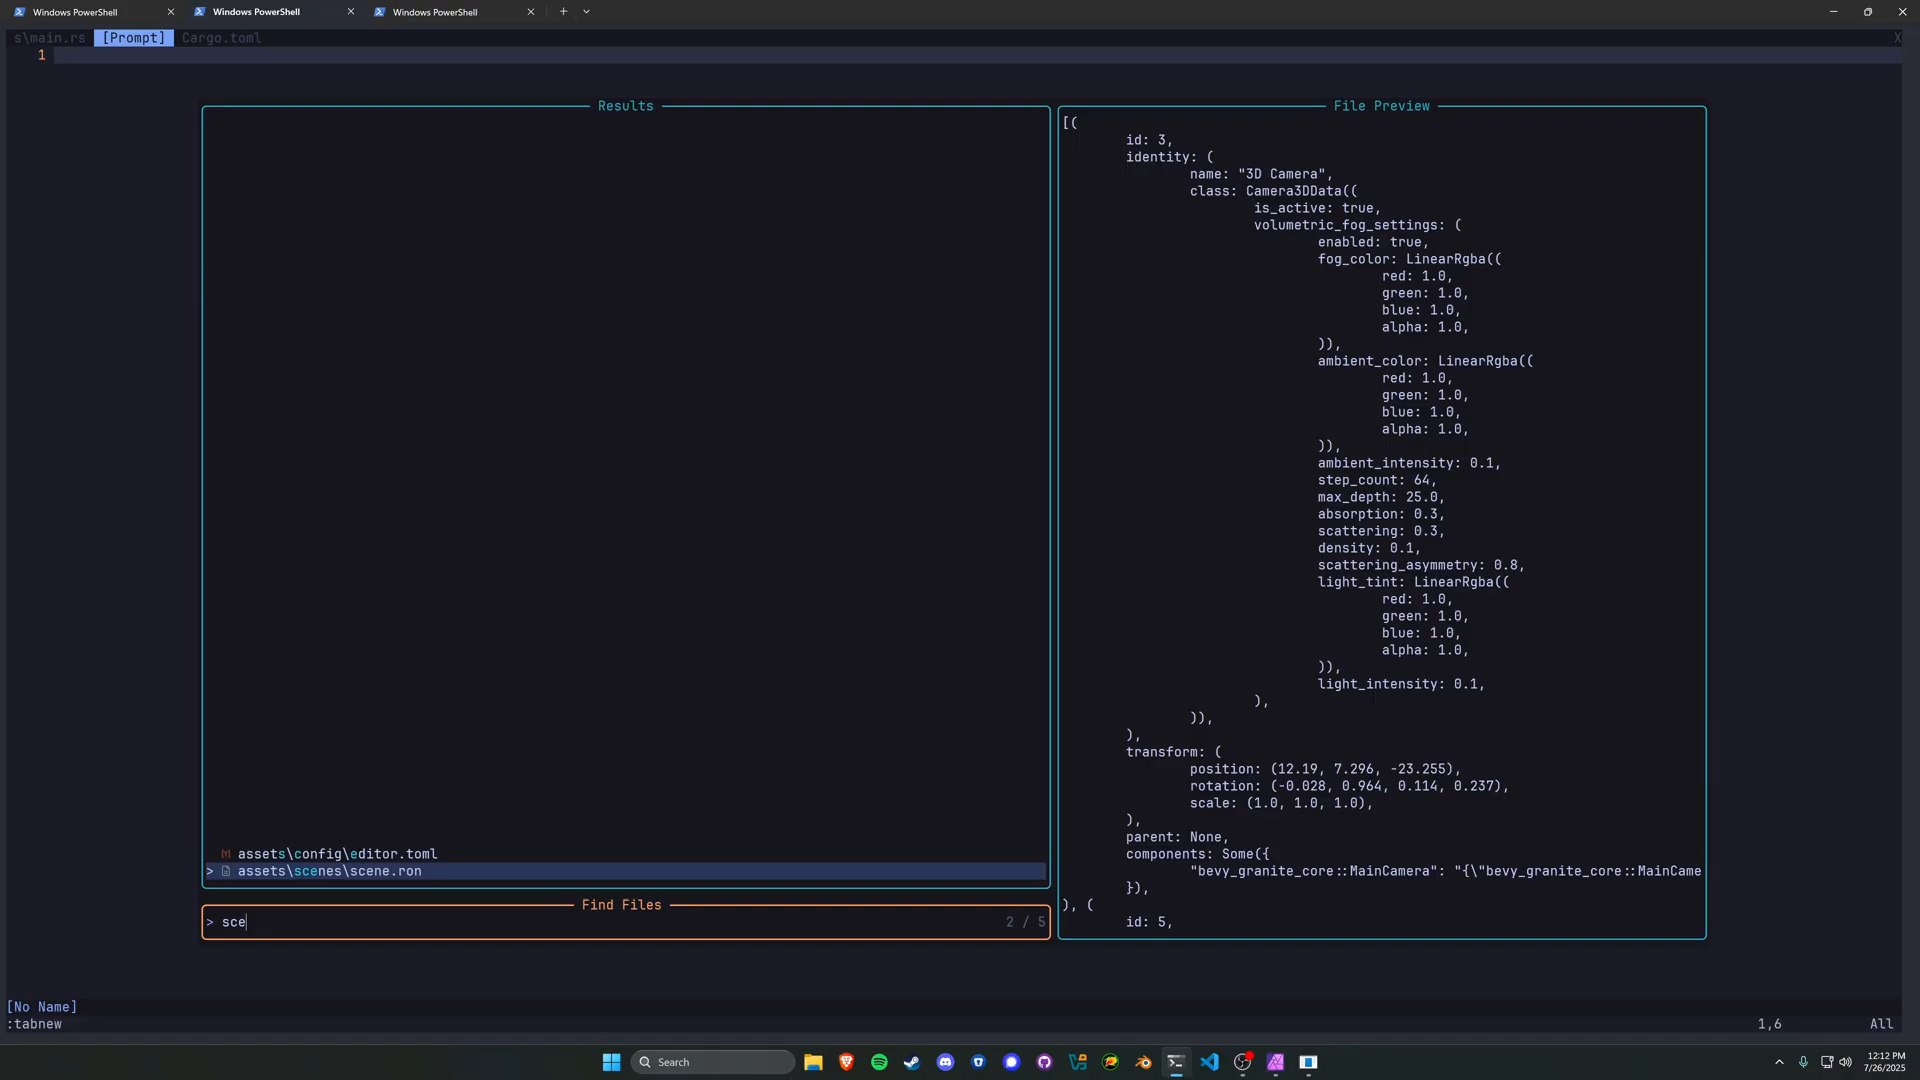 Windows PowerShell
Windows PowerShell
Windows PowerShell
s\main.rs [Prompt] Cargo.toml X
1
Results
assets\config\editor.toml
> assets\scenes\scene.ron
Find Files
> sce 2 / 5
File Preview
[(
id: 3,
identity: (
name: "3D Camera",
class: Camera3DData((
is_active: true,
volumetric_fog_settings: (
enabled: true,
fog_color: LinearRgba((
red: 1.0,
green: 1.0,
blue: 1.0,
alpha: 1.0,
)),
ambient_color: LinearRgba((
red: 1.0,
green: 1.0,
blue: 1.0,
alpha: 1.0,
)),
ambient_intensity: 0.1,
step_count: 64,
max_depth: 25.0,
absorption: 0.3,
scattering: 0.3,
density: 0.1,
scattering_asymmetry: 0.8,
light_tint: LinearRgba((
red: 1.0,
green: 1.0,
blue: 1.0,
alpha: 1.0,
)),
light_intensity: 0.1,
),
)),
),
transform: (
position: (12.19, 7.296, -23.255),
rotation: (-0.028, 0.964, 0.114, 0.237),
scale: (1.0, 1.0, 1.0),
),
parent: None,
components: Some({
"bevy_granite_core::MainCamera": "{\"bevy_granite_core::MainCame
}),
), (
id: 5,
[No Name]
:tabnew 1,6 All
Search
12:12 PM
7/26/2025